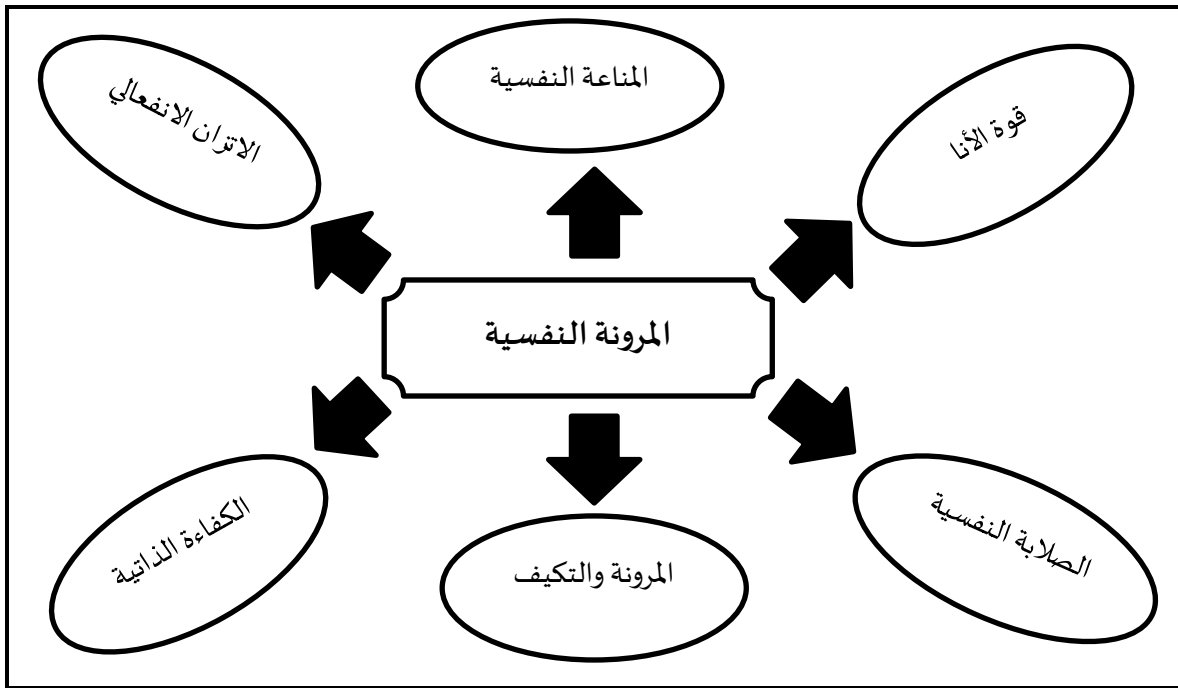 قوة الأنا
المناعة النفسية
الاتزان الانفعالي
المرونة النفسية
الصلابة النفسية
المرونة والتكيف
الكفاءة الذاتية